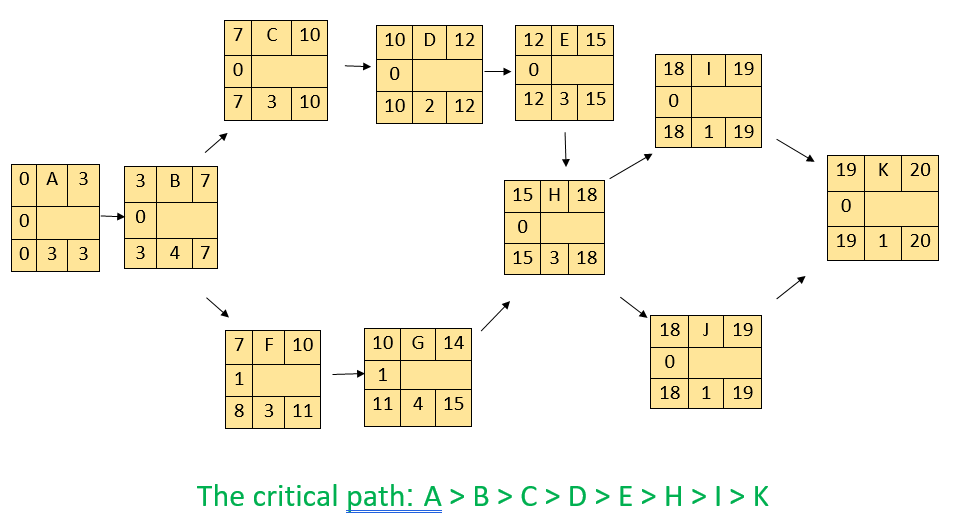 7 C 10
0
7 3 10
10 D 12
0
10 2 12
12 E 15
0
12 3 15
18 I 19
0
18 1 19
0 A 3
0
0 3 3
3 B 7
0
3 4 7
15 H 18
0
15 3 18
19 K 20
0
19 1 20
7 F 10
1
8 3 11
10 G 14
1
11 4 15
18 J 19
0
18 1 19
The critical path: A > B > C > D > E > H > I > K